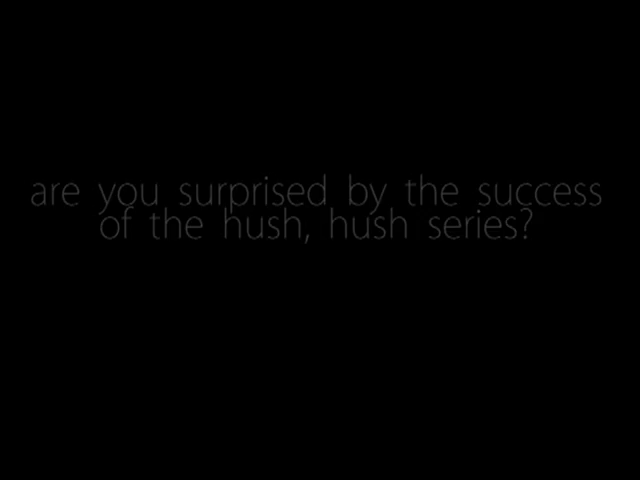 are you surprised by the success
of the hush, hush series?